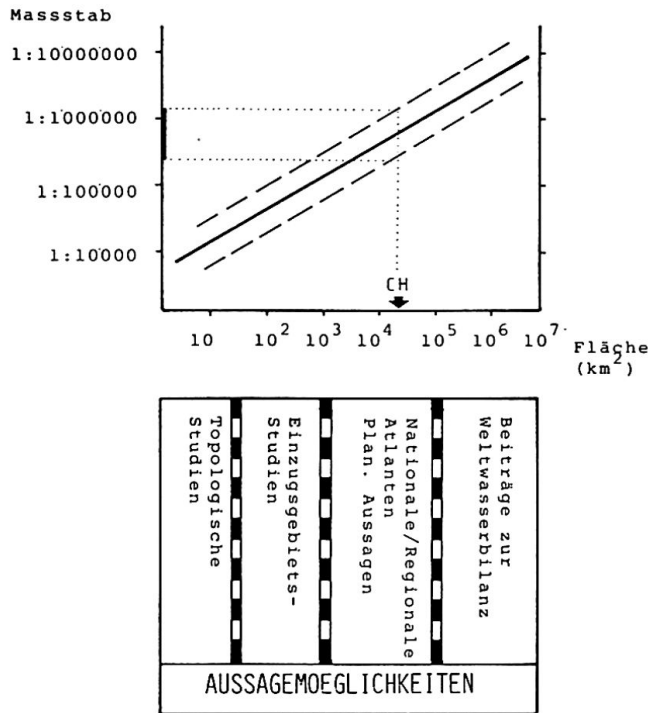 Massstab
1:10000000
1:1000000
1:100000
1:10000
CH
10 10² 10³ 10⁴ 10⁵ 10⁶ 10⁷
Fläche
(km²)
Topologische
Studien
Einzugsgebiets-
Studien
Nationale/Regionale
Atlanten
Plan. Aussagen
Beiträge zur
Weltwasserbilanz
AUSSAGEMOEGLICHKEITEN